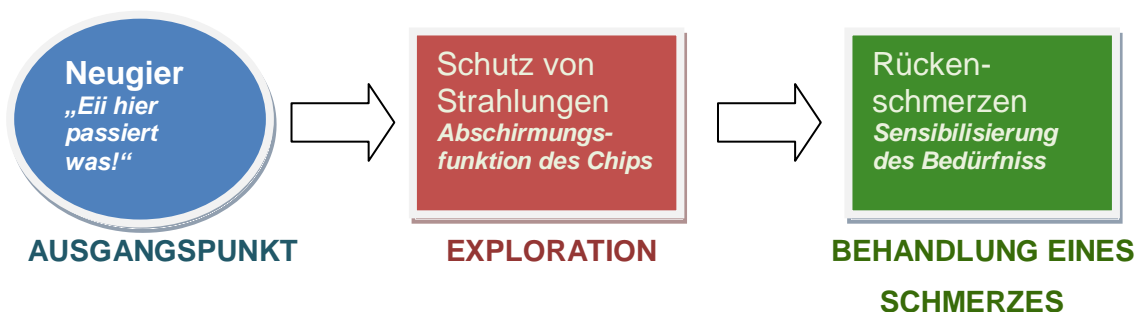 Neugier
„Eii hier
passiert
was!“
AUSGANGSPUNKT
Schutz von
Strahlungen
Abschirmungs-
funktion des Chips
EXPLORATION
Rücken-
schmerzen
Sensibilisierung
des Bedürfniss
BEHANDLUNG EINES
SCHMERZES